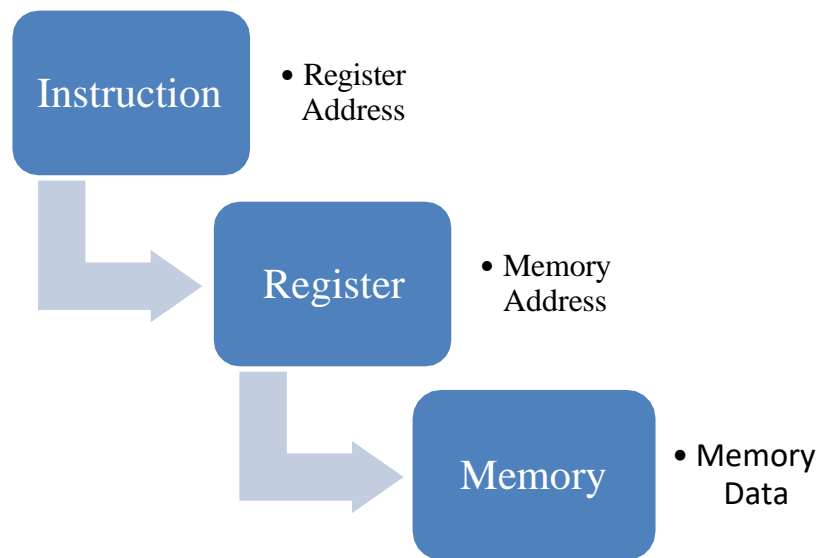 Instruction
• Register
Address
Register
• Memory
Address
Memory
• Memory
Data